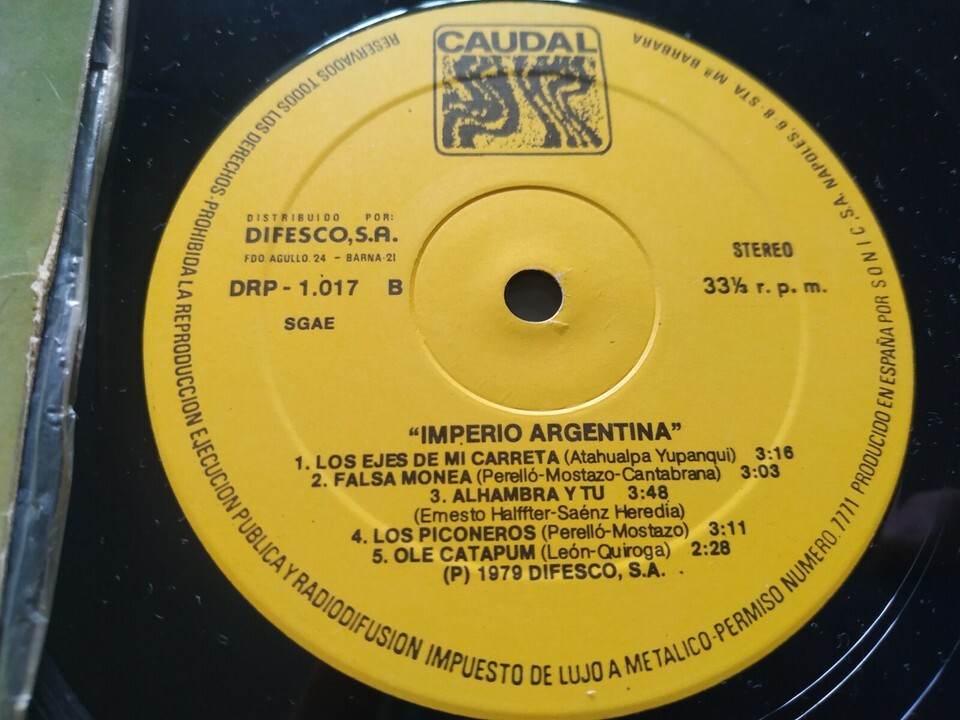 CAUDAL
DISTRIBUIDO POR:
DIFESCO, S.A.
FDO AGULLO. 24 - BARNA-21
DRP - 1.017 B
SGAE
STEREO
33⅓ r. p. m.
"IMPERIO ARGENTINA"
1. LOS EJES DE MI CARRETA (Atahualpa Yupanqui) 3:16
2. FALSA MONEA (Perelló-Mostazo-Cantabrana) 3:03
3. ALHAMBRA Y TU 3:48
(Ernesto Halffter-Saénz Heredia)
4. LOS PICONEROS (Perelló-Mostazo) 3:11
5. OLE CATAPUM (León-Quiroga) 2:28
(P) 1979 DIFESCO, S.A.
RESERVADOS TODOS LOS DERECHOS-PROHIBIDA LA REPRODUCCION EJECUCION PUBLICA Y RADIODIFUSION IMPUESTO DE LUJO A METALICO-PERMISO NUMERO.7711 PRODUCIDO EN ESPAÑA POR SONIC, S.A. NAPOLES, 6-8-STA Mª BARBARA